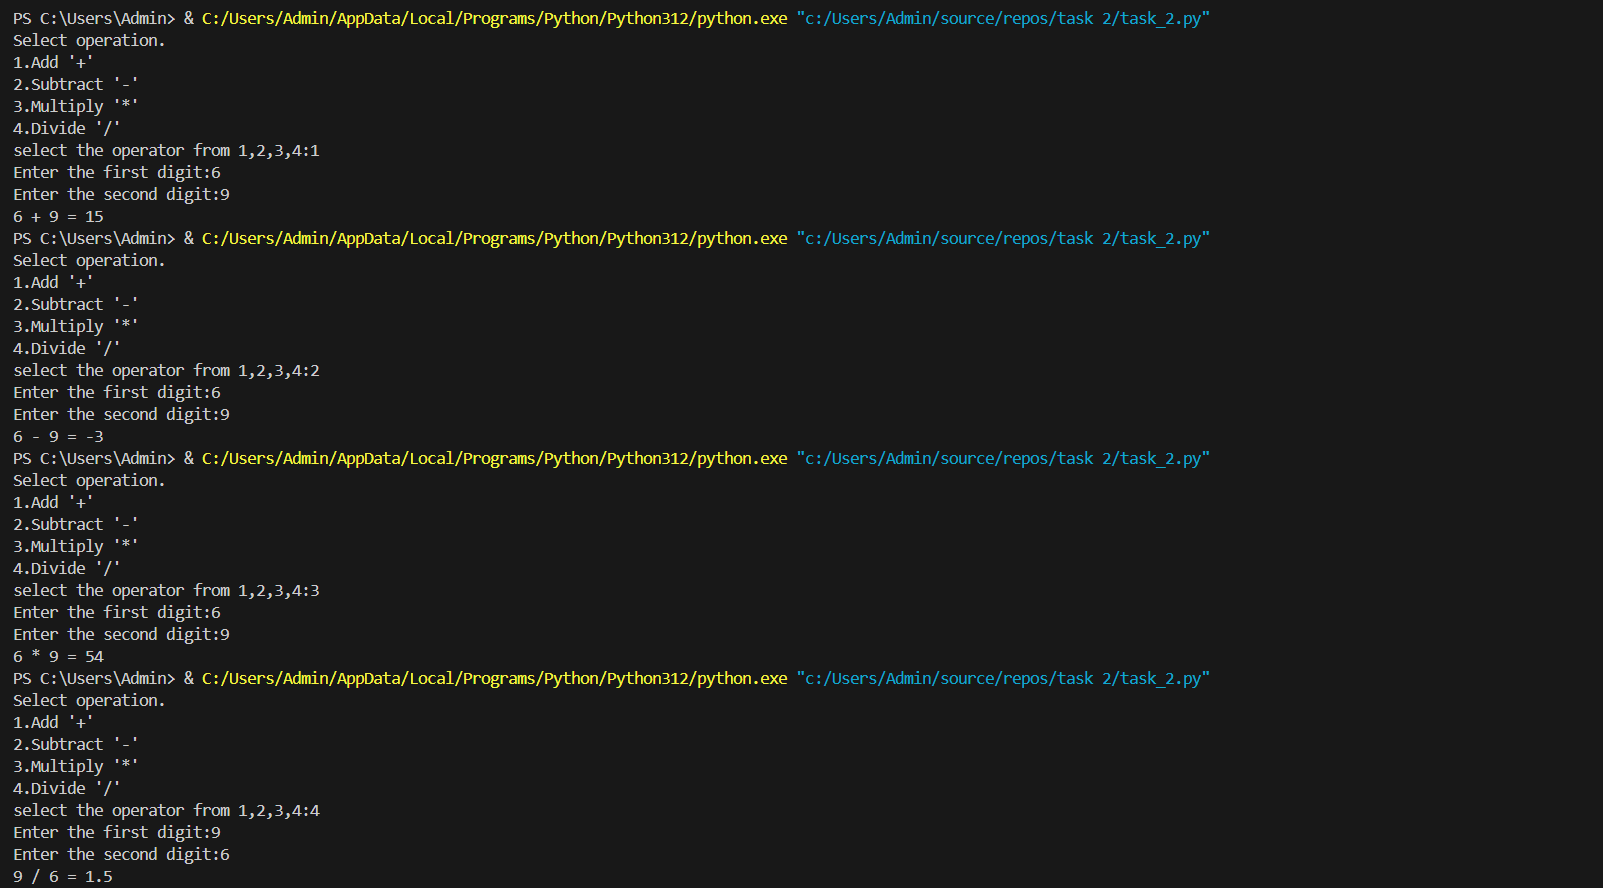 PS C:\Users\Admin> & C:/Users/Admin/AppData/Local/Programs/Python/Python312/python.exe "c:/Users/Admin/source/repos/task 2/task_2.py"
Select operation.
1.Add '+'
2.Subtract '-'
3.Multiply '*'
4.Divide '/'
select the operator from 1,2,3,4:1
Enter the first digit:6
Enter the second digit:9
6 + 9 = 15
PS C:\Users\Admin> & C:/Users/Admin/AppData/Local/Programs/Python/Python312/python.exe "c:/Users/Admin/source/repos/task 2/task_2.py"
Select operation.
1.Add '+'
2.Subtract '-'
3.Multiply '*'
4.Divide '/'
select the operator from 1,2,3,4:2
Enter the first digit:6
Enter the second digit:9
6 - 9 = -3
PS C:\Users\Admin> & C:/Users/Admin/AppData/Local/Programs/Python/Python312/python.exe "c:/Users/Admin/source/repos/task 2/task_2.py"
Select operation.
1.Add '+'
2.Subtract '-'
3.Multiply '*'
4.Divide '/'
select the operator from 1,2,3,4:3
Enter the first digit:6
Enter the second digit:9
6 * 9 = 54
PS C:\Users\Admin> & C:/Users/Admin/AppData/Local/Programs/Python/Python312/python.exe "c:/Users/Admin/source/repos/task 2/task_2.py"
Select operation.
1.Add '+'
2.Subtract '-'
3.Multiply '*'
4.Divide '/'
select the operator from 1,2,3,4:4
Enter the first digit:9
Enter the second digit:6
9 / 6 = 1.5